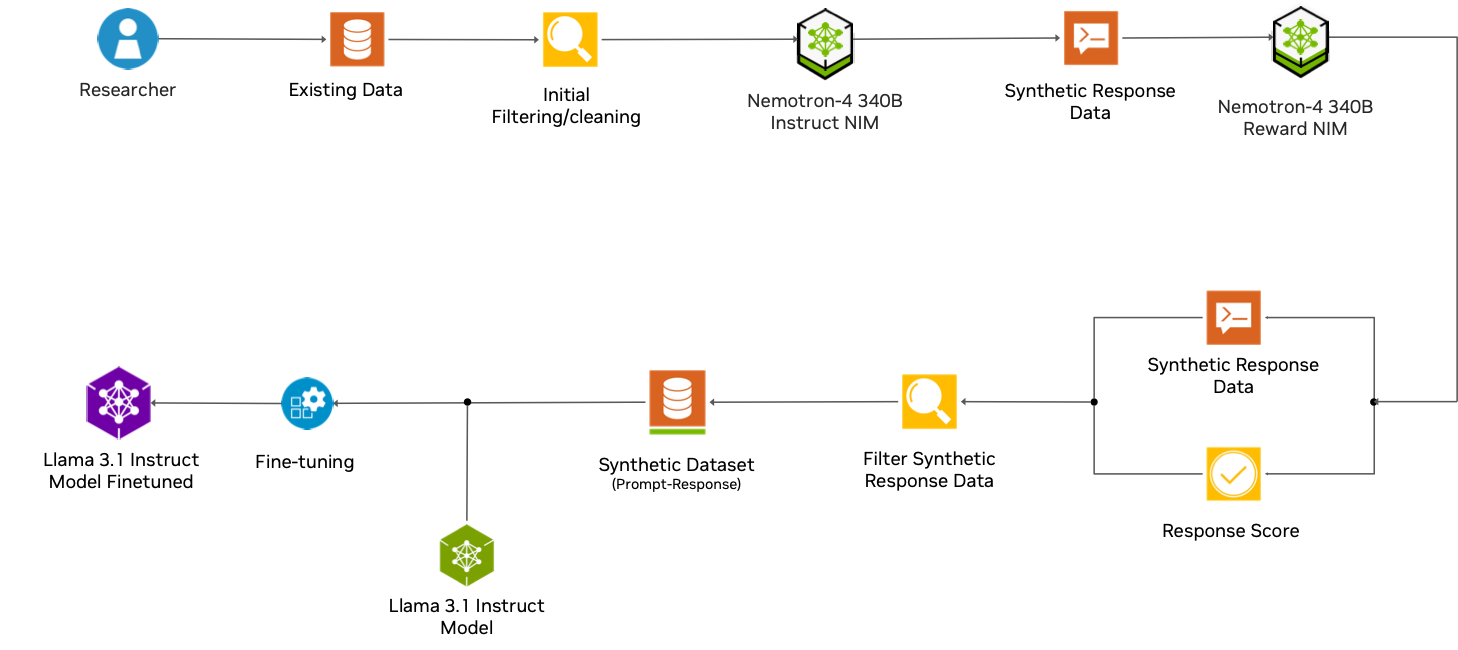 Researcher
Existing Data
Initial
Filtering/cleaning
Nemotron-4 340B
Instruct NIM
Synthetic Response
Data
Nemotron-4 340B
Reward NIM
Synthetic Response
Data
Response Score
Filter Synthetic
Response Data
Synthetic Dataset
(Prompt-Response)
Llama 3.1 Instruct
Model
Fine-tuning
Llama 3.1 Instruct
Model Finetuned